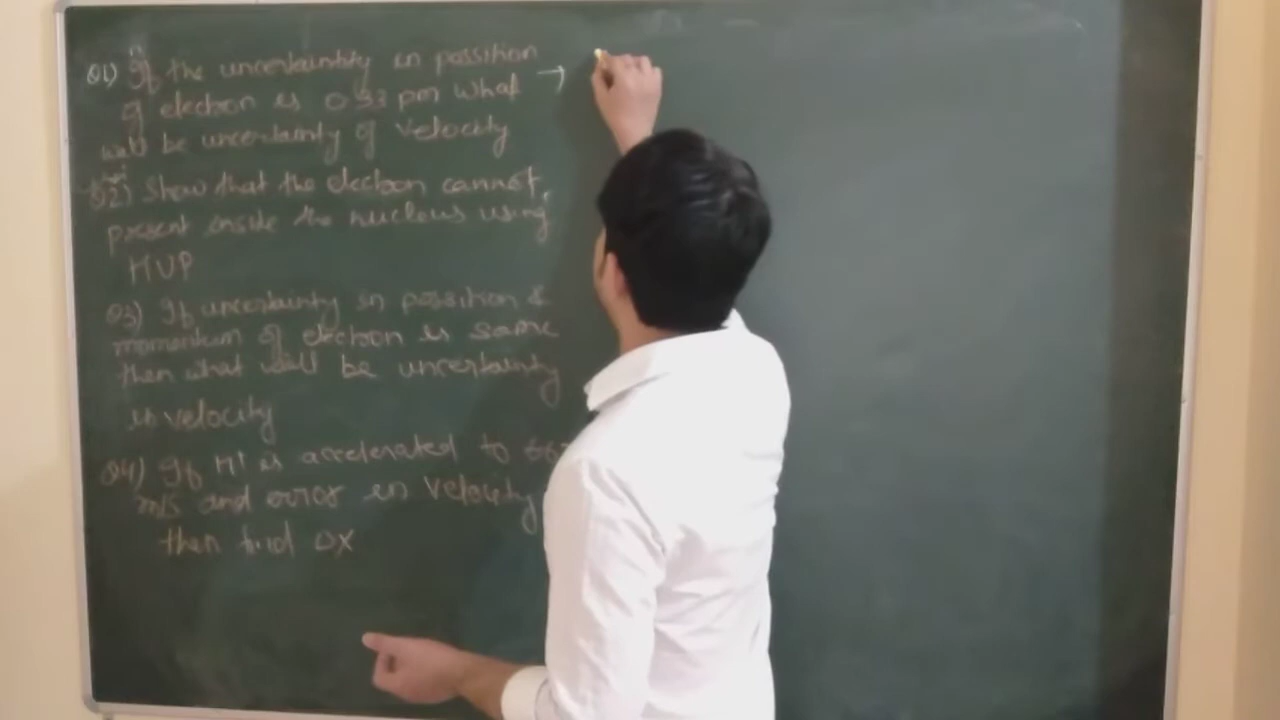 Q1) If the uncertainity in possition
of electron is 0.33 pm what →
will be uncertainty of velocity
Q2) Show that the electron cannot
present inside the nucleus using
HUP
Q3) If uncertainty in possition &
momentum of electron is same
then what will be uncertainty
in velocity
Q4) If H+ is accelerated to
m/s and error in velocity
then find ΔX